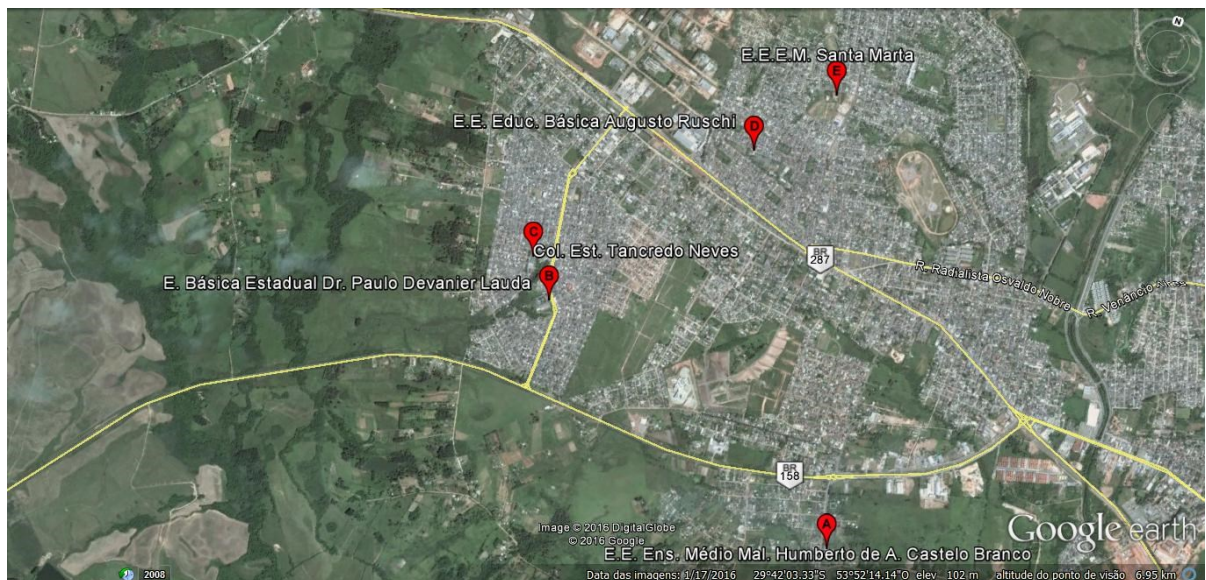 N
E.E.E.M. Santa Marta
E
E.E. Educ. Básica Augusto Ruschi
D
C
Col. Est. Tancredo Neves
BR
287
E. Básica Estadual Dr. Paulo Devanier Lauda
B
R. Radialista Osvaldo Nobre
R. Venâncio
BR
158
A
Image © 2016 DigitalGlobe
© 2016 Google
Google earth
E.E. Ens. Médio Mal. Humberto de A. Castelo Branco
2008
Data das imagens: 1/17/2016 29°42'03.33"S 53°52'14.14"O elev 102 m altitude do ponto de visão 6.95 km